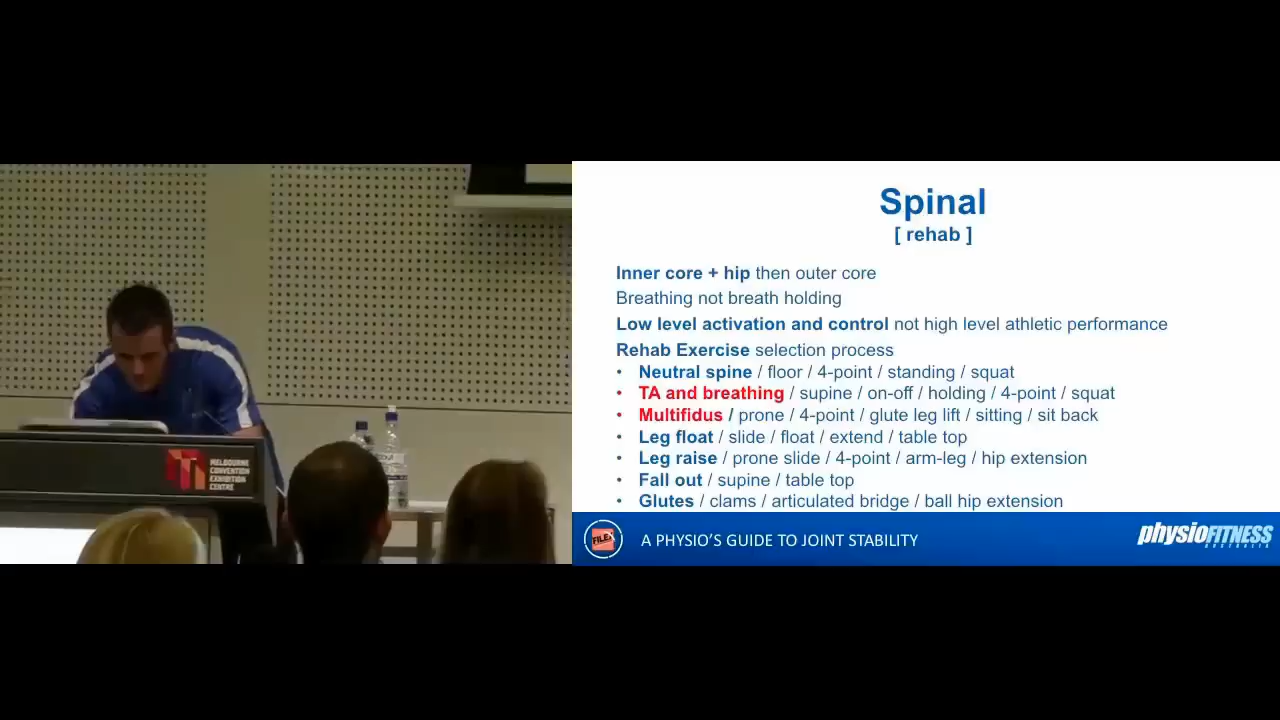 MELBOURNE
CONVENTION
EXHIBITION
CENTRE
Spinal
[ rehab ]
Inner core + hip then outer core
Breathing not breath holding
Low level activation and control not high level athletic performance
Rehab Exercise selection process
• Neutral spine / floor / 4-point / standing / squat
• TA and breathing / supine / on-off / holding / 4-point / squat
• Multifidus / prone / 4-point / glute leg lift / sitting / sit back
• Leg float / slide / float / extend / table top
• Leg raise / prone slide / 4-point / arm-leg / hip extension
• Fall out / supine / table top
• Glutes / clams / articulated bridge / ball hip extension
FILEX
A PHYSIO'S GUIDE TO JOINT STABILITY
physioFITNESS
AUSTRALIA